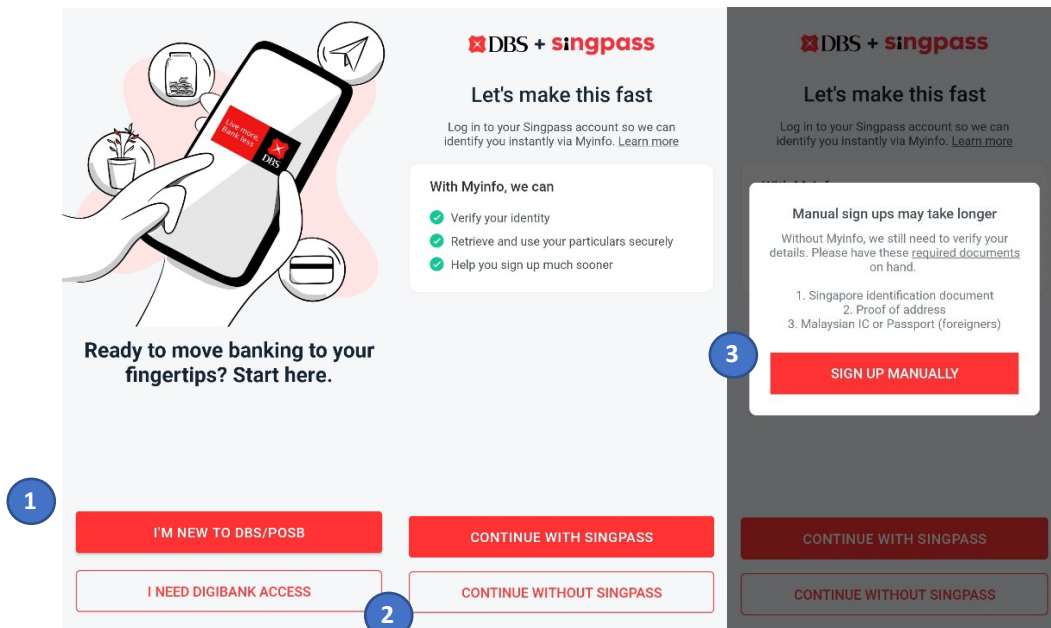 Live more,
Bank less
DBS
Ready to move banking to your
fingertips? Start here.
1
I'M NEW TO DBS/POSB
I NEED DIGIBANK ACCESS
DBS + singpass
Let's make this fast
Log in to your Singpass account so we can
identify you instantly via Myinfo. Learn more
With Myinfo, we can
Verify your identity
Retrieve and use your particulars securely
Help you sign up much sooner
CONTINUE WITH SINGPASS
2
CONTINUE WITHOUT SINGPASS
DBS + singpass
Let's make this fast
Log in to your Singpass account so we can
identify you instantly via Myinfo. Learn more
Manual sign ups may take longer
Without Myinfo, we still need to verify your
details. Please have these required documents
on hand.
1. Singapore identification document
2. Proof of address
3. Malaysian IC or Passport (foreigners)
3
SIGN UP MANUALLY
CONTINUE WITH SINGPASS
CONTINUE WITHOUT SINGPASS